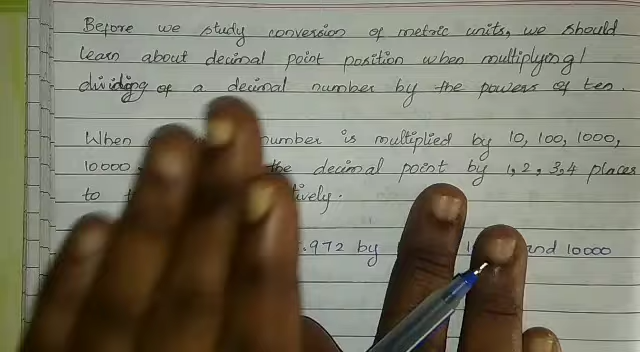 Before we study conversion of metric units, we should
learn about decimal point position when multiplying/
dividing of a decimal number by the powers of ten.
When number is multiplied by 10, 100, 1000,
10000 the decimal point by 1, 2, 3, 4 places
to
.972 by and 10000